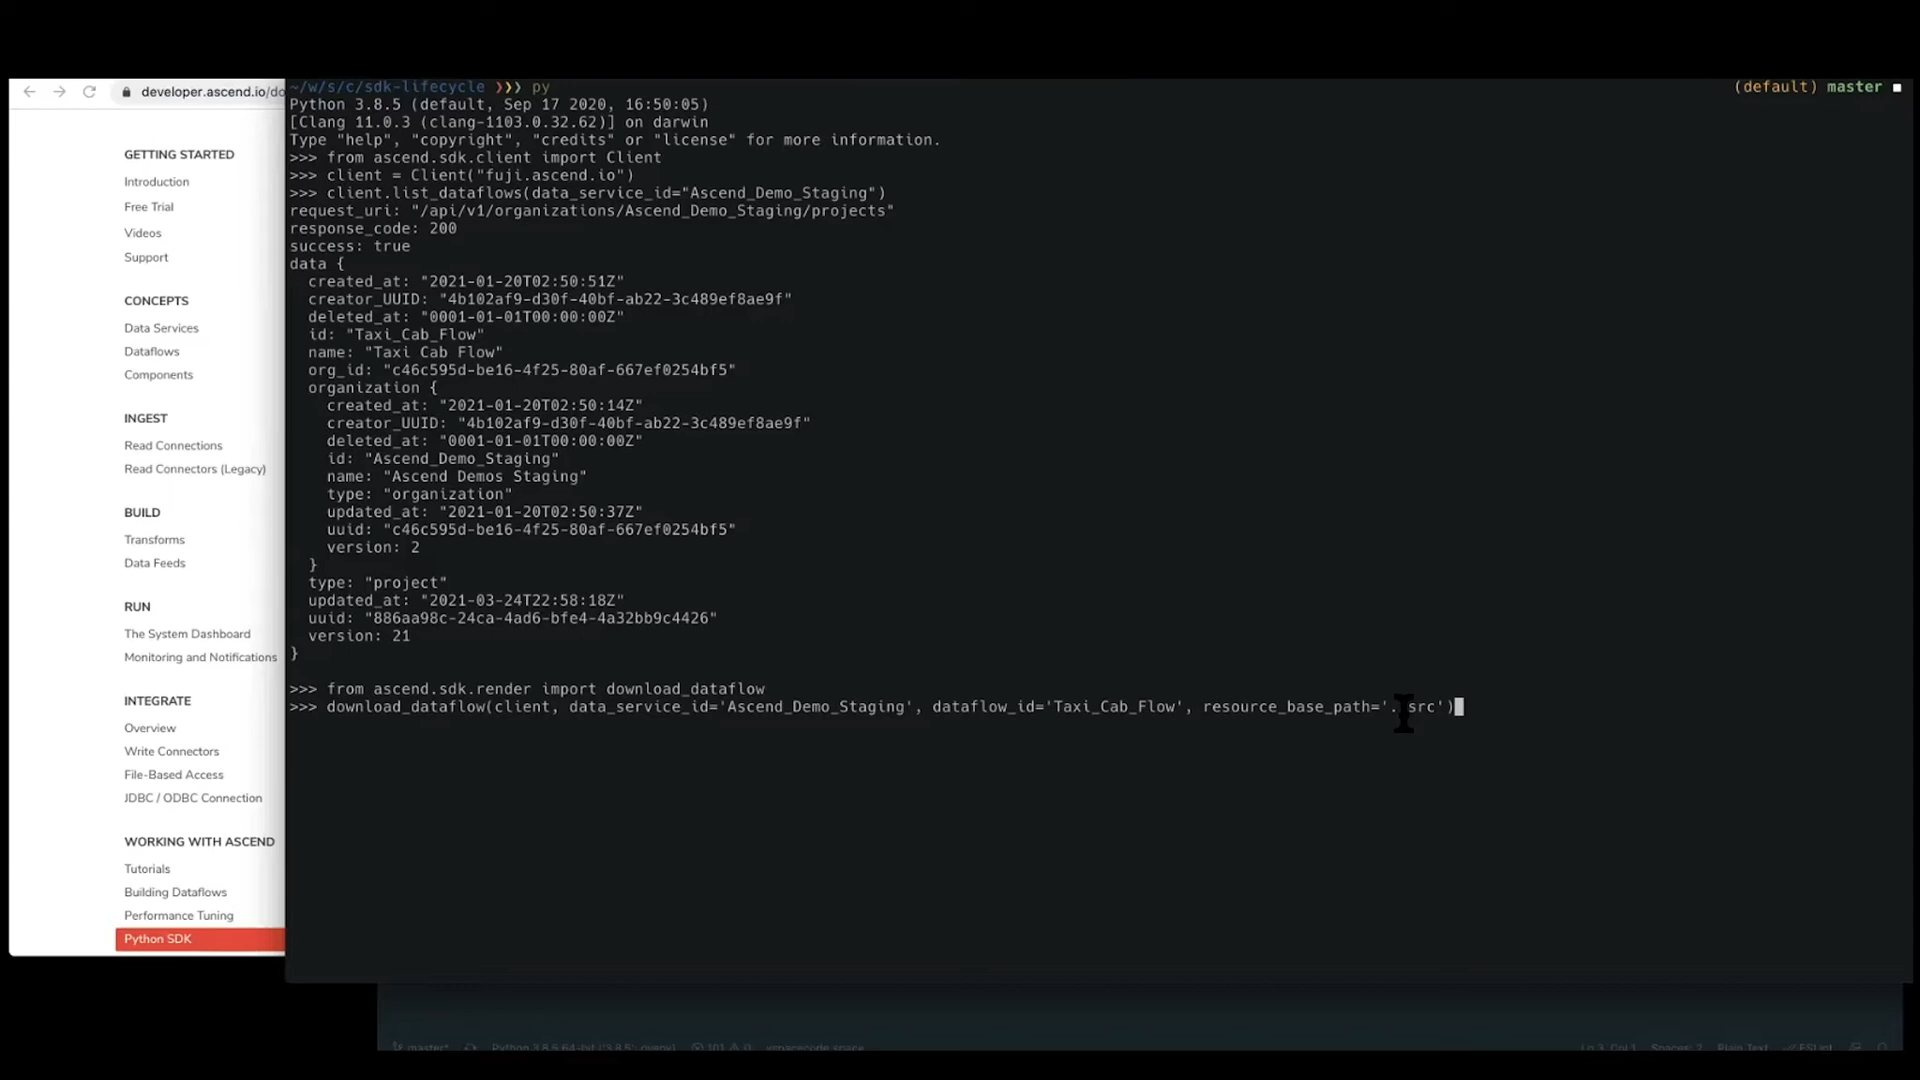 developer.ascend.io/do
GETTING STARTED
Introduction
Free Trial
Videos
Support
CONCEPTS
Data Services
Dataflows
Components
INGEST
Read Connections
Read Connectors (Legacy)
BUILD
Transforms
Data Feeds
RUN
The System Dashboard
Monitoring and Notifications
INTEGRATE
Overview
Write Connectors
File-Based Access
JDBC / ODBC Connection
WORKING WITH ASCEND
Tutorials
Building Dataflows
Performance Tuning
Python SDK
~/w/s/c/sdk-lifecycle ❯❯❯ py (default) master ■
Python 3.8.5 (default, Sep 17 2020, 16:50:05)
[Clang 11.0.3 (clang-1103.0.32.62)] on darwin
Type "help", "copyright", "credits" or "license" for more information.
>>> from ascend.sdk.client import Client
>>> client = Client("fuji.ascend.io")
>>> client.list_dataflows(data_service_id="Ascend_Demo_Staging")
request_uri: "/api/v1/organizations/Ascend_Demo_Staging/projects"
response_code: 200
success: true
data {
  created_at: "2021-01-20T02:50:51Z"
  creator_UUID: "4b102af9-d30f-40bf-ab22-3c489ef8ae9f"
  deleted_at: "0001-01-01T00:00:00Z"
  id: "Taxi_Cab_Flow"
  name: "Taxi Cab Flow"
  org_id: "c46c595d-be16-4f25-80af-667ef0254bf5"
  organization {
    created_at: "2021-01-20T02:50:14Z"
    creator_UUID: "4b102af9-d30f-40bf-ab22-3c489ef8ae9f"
    deleted_at: "0001-01-01T00:00:00Z"
    id: "Ascend_Demo_Staging"
    name: "Ascend Demos Staging"
    type: "organization"
    updated_at: "2021-01-20T02:50:37Z"
    uuid: "c46c595d-be16-4f25-80af-667ef0254bf5"
    version: 2
  }
  type: "project"
  updated_at: "2021-03-24T22:58:18Z"
  uuid: "886aa98c-24ca-4ad6-bfe4-4a32bb9c4426"
  version: 21
}
>>> from ascend.sdk.render import download_dataflow
>>> download_dataflow(client, data_service_id='Ascend_Demo_Staging', dataflow_id='Taxi_Cab_Flow', resource_base_path='. src')
master*